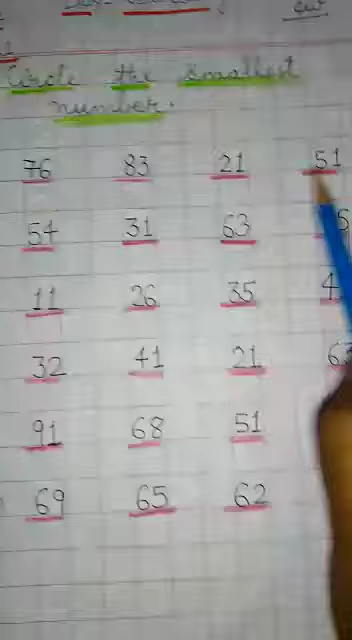 cw
Circle the smallest
number.
76 83 21 51
54 31 63
11 26 35
32 41 21
91 68 51
69 65 62